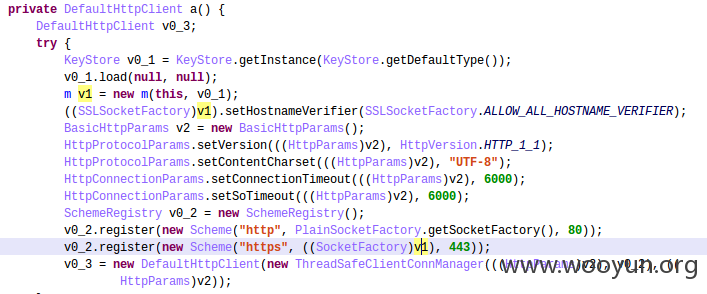 private DefaultHttpClient a() {
DefaultHttpClient v0_3;
try {
KeyStore v0_1 = KeyStore.getInstance(KeyStore.getDefaultType());
v0_1.load(null, null);
m v1 = new m(this, v0_1);
((SSLSocketFactory)v1).setHostnameVerifier(SSLSocketFactory.ALLOW_ALL_HOSTNAME_VERIFIER);
BasicHttpParams v2 = new BasicHttpParams();
HttpProtocolParams.setVersion(((HttpParams)v2), HttpVersion.HTTP_1_1);
HttpProtocolParams.setContentCharset(((HttpParams)v2), "UTF-8");
HttpConnectionParams.setConnectionTimeout(((HttpParams)v2), 6000);
HttpConnectionParams.setSoTimeout(((HttpParams)v2), 6000);
SchemeRegistry v0_2 = new SchemeRegistry();
v0_2.register(new Scheme("http", PlainSocketFactory.getSocketFactory(), 80));
v0_2.register(new Scheme("https", ((SocketFactory)v1), 443));
v0_3 = new DefaultHttpClient(new ThreadSafeClientConnManager(((HttpParams)v2), v0_2), (
HttpParams)v2));
www.wooyun.org